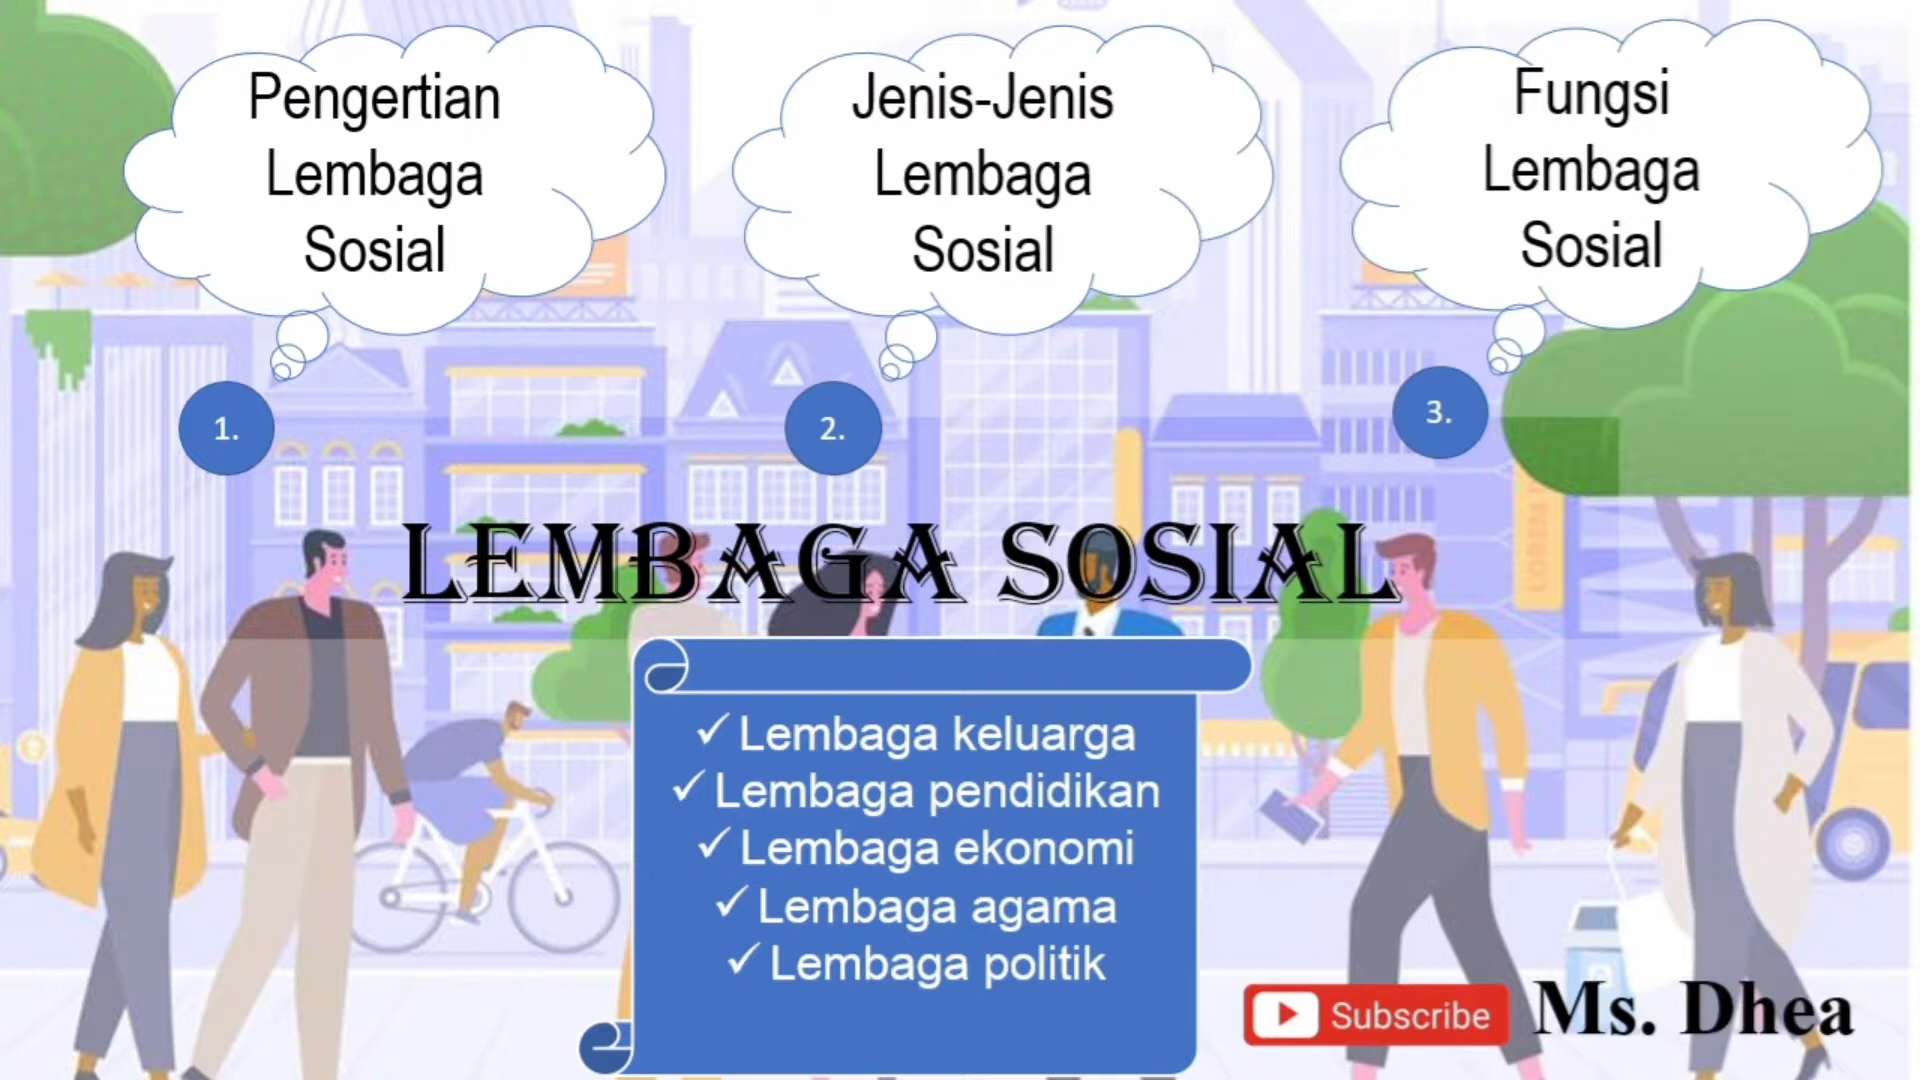 Pengertian
Lembaga
Sosial
1.
Jenis-Jenis
Lembaga
Sosial
2.
Fungsi
Lembaga
Sosial
3.
LEMBAGA SOSIAL
✓ Lembaga keluarga
✓ Lembaga pendidikan
✓ Lembaga ekonomi
✓ Lembaga agama
✓ Lembaga politik
Subscribe
Ms. Dhea